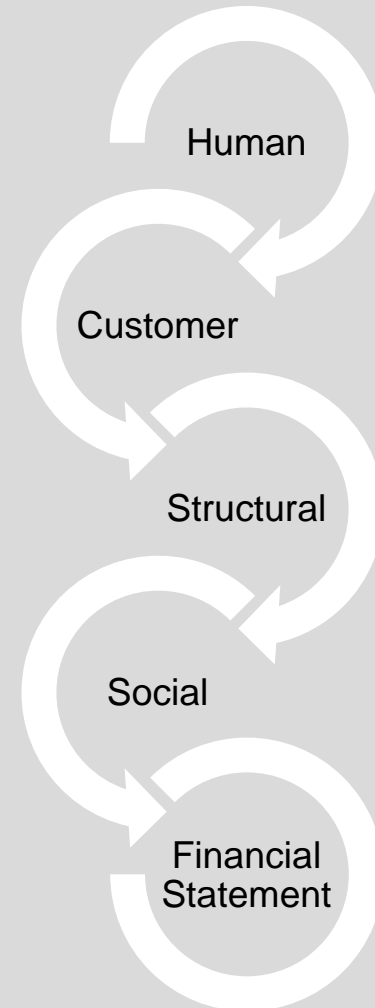 Human
Customer
Structural
Social
Financial
Statement